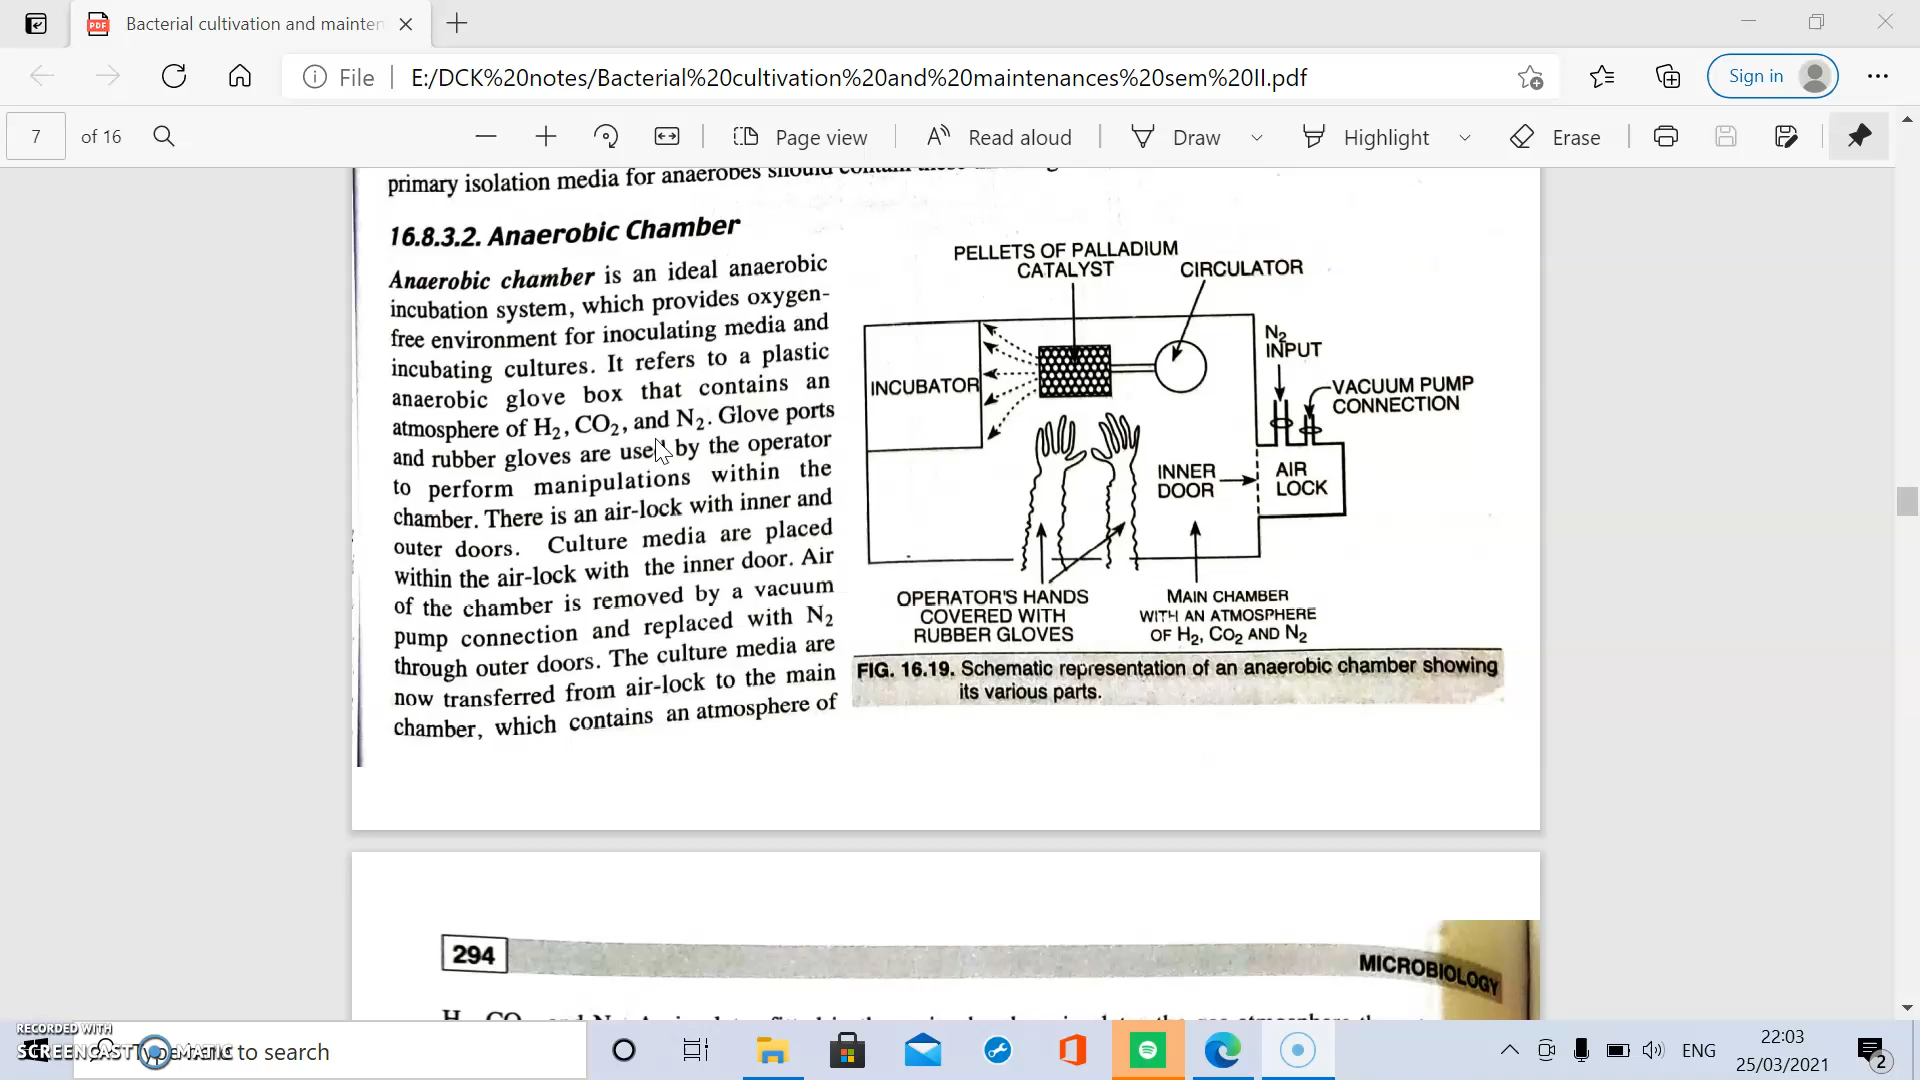 Bacterial cultivation and mainten
File
E:/DCK%20notes/Bacterial%20cultivation%20and%20maintenances%20sem%20II.pdf
Sign in
7 of 16
Page view
Read aloud
Draw
Highlight
Erase
primary isolation media for anaerobes should contain
16.8.3.2. Anaerobic Chamber
Anaerobic chamber is an ideal anaerobic
incubation system, which provides oxygen-
free environment for inoculating media and
incubating cultures. It refers to a plastic
anaerobic glove box that contains an
atmosphere of H2, CO2, and N2. Glove ports
and rubber gloves are used by the operator
to perform manipulations within the
chamber. There is an air-lock with inner and
outer doors. Culture media are placed
within the air-lock with the inner door. Air
of the chamber is removed by a vacuum
pump connection and replaced with N2
through outer doors. The culture media are
now transferred from air-lock to the main
chamber, which contains an atmosphere of
PELLETS OF PALLADIUM
CATALYST
CIRCULATOR
N2
INPUT
VACUUM PUMP
CONNECTION
INCUBATOR
INNER
DOOR
AIR
LOCK
OPERATOR'S HANDS
COVERED WITH
RUBBER GLOVES
MAIN CHAMBER
WITH AN ATMOSPHERE
OF H2, CO2 AND N2
FIG. 16.19. Schematic representation of an anaerobic chamber showing
its various parts.
294
MICROBIOLOGY
RECORDED WITH
SCREENCAST MATIC
to search
ENG
22:03
25/03/2021
2